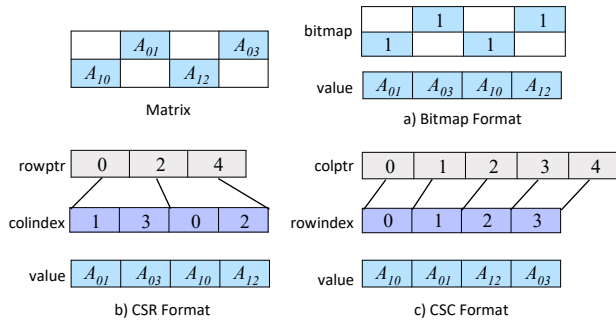 A01 A03
A10 A12
Matrix
bitmap 1 1
1 1
value A01 A03 A10 A12
a) Bitmap Format
rowptr 0 2 4
colindex 1 3 0 2
value A01 A03 A10 A12
b) CSR Format
colptr 0 1 2 3 4
rowindex 0 1 2 3
value A10 A01 A12 A03
c) CSC Format